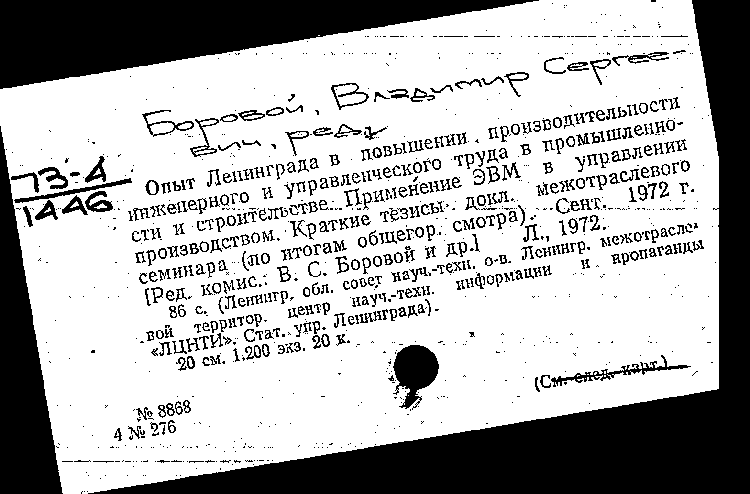 Боровой, Владимир Сергее-
вич, ред.
73-4
1446
Опыт Ленинграда в повышении производительности
инженерного и управленческого труда в промышленно-
сти и строительстве. Применение ЭВМ в управлении
производством. Краткие тезисы докл. межотраслевого
семинара (по итогам общегор. смотра). Сент. 1972 г.
[Ред. комис.: В. С. Боровой и др.] Л., 1972.
86 с. (Ленингр. обл. совет науч.-техн. о-в. Ленингр. межотрасле-
вой территор. центр науч.-техн. информации и пропаганды
«ЛЦНТИ». Стат. упр. Ленинграда).
20 см. 1.200 экз. 20 к.
(См. след. карт.)
№ 8868
4 № 276